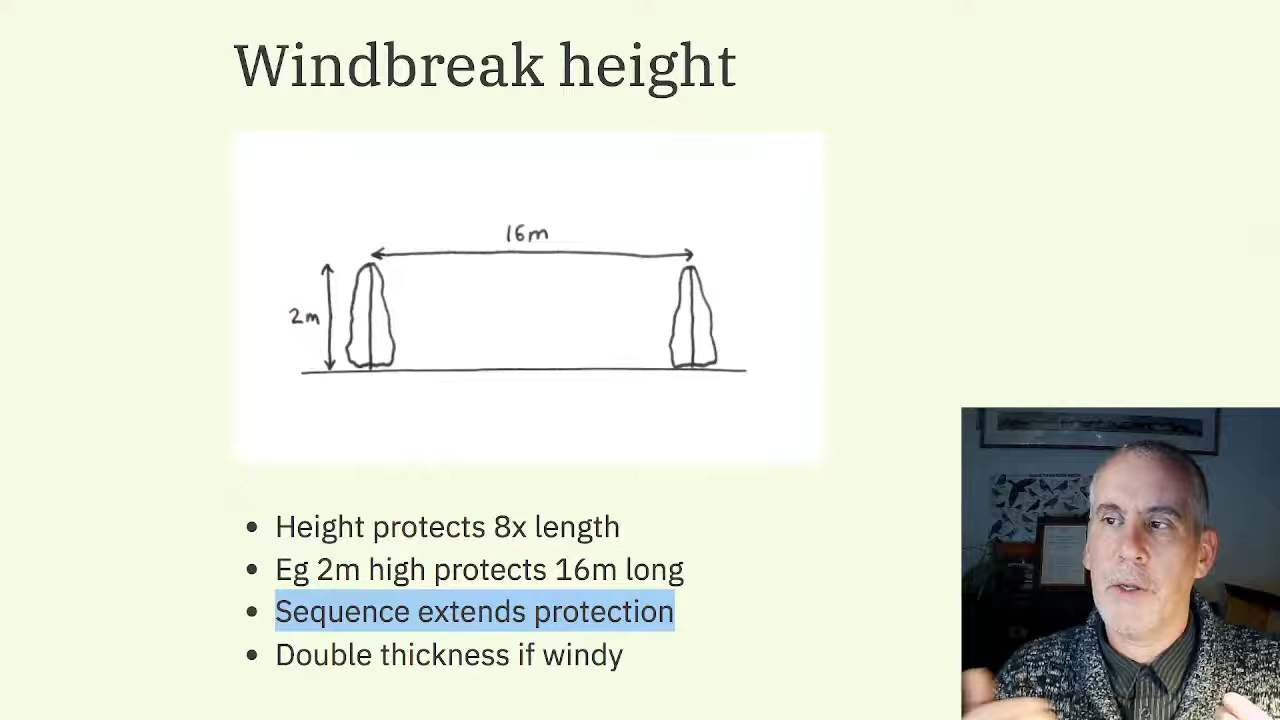 Windbreak height
16m
2m
Height protects 8x length
Eg 2m high protects 16m long
Sequence extends protection
Double thickness if windy